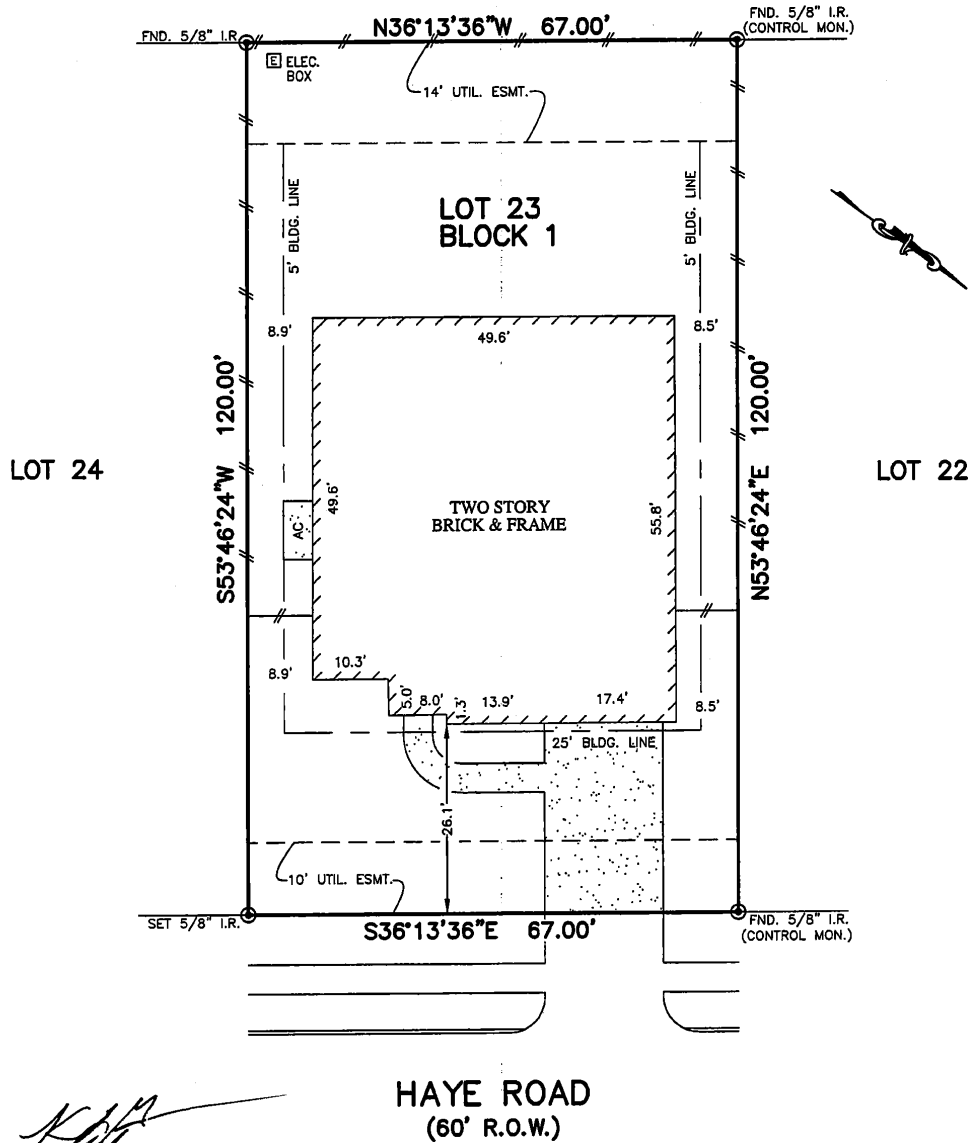 N36°13'36"W 67.00'
FND. 5/8" I.R.
FND. 5/8" I.R.
(CONTROL MON.)
E ELEC.
BOX
14' UTIL. ESMT.
5' BLDG. LINE
LOT 23
BLOCK 1
5' BLDG. LINE
8.9'
49.6'
8.5'
S53°46'24"W 120.00'
N53°46'24"E 120.00'
LOT 24
LOT 22
49.6'
TWO STORY
BRICK & FRAME
55.8'
AC
8.9'
10.3'
5.0'
8.0'
1.3'
13.9'
17.4'
8.5'
25' BLDG. LINE
26.1'
10' UTIL. ESMT.
SET 5/8" I.R.
S36°13'36"E 67.00'
FND. 5/8" I.R.
(CONTROL MON.)
HAYE ROAD
(60' R.O.W.)